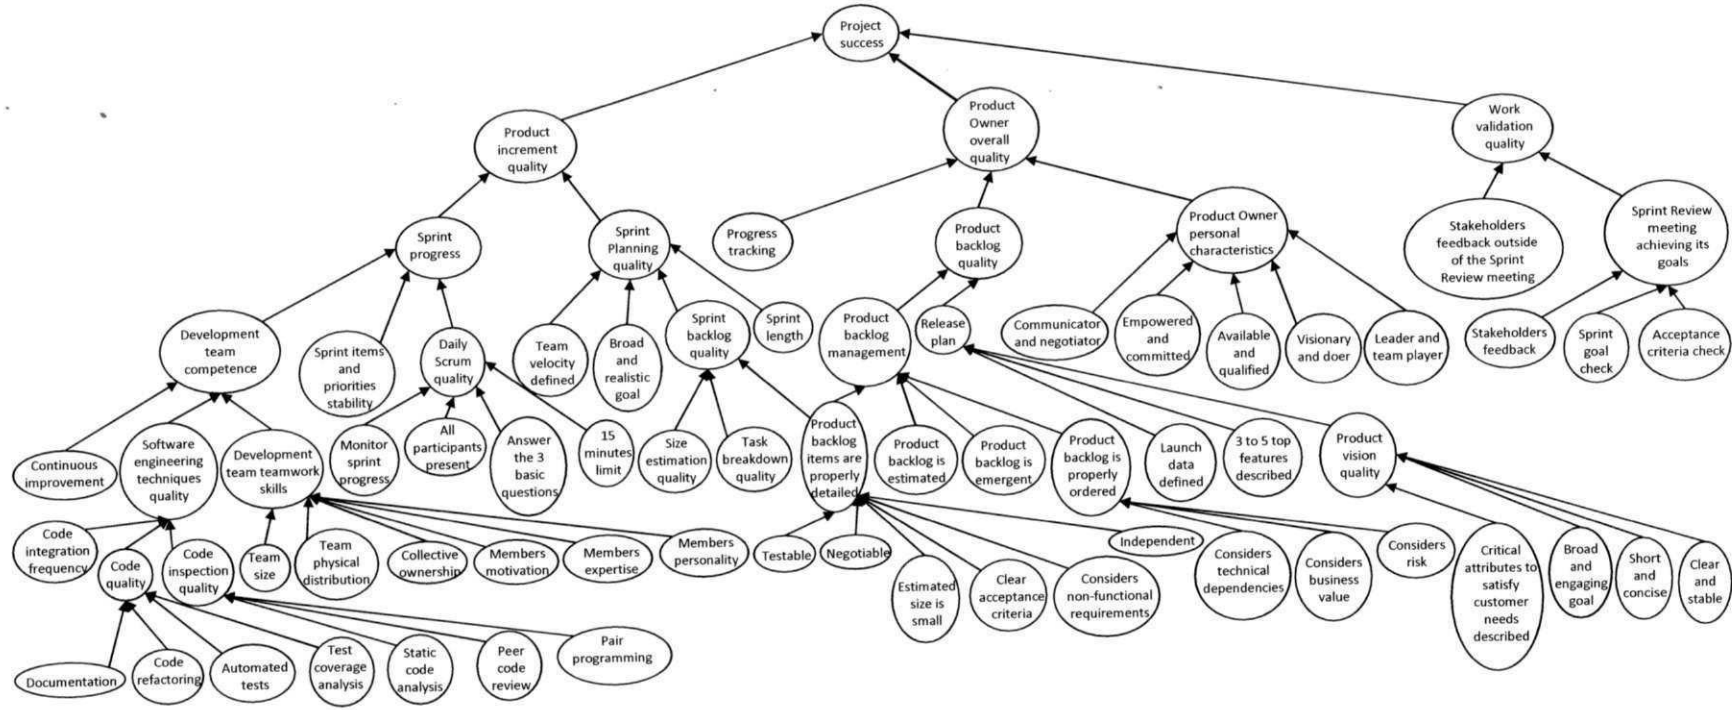 Project
success
Product
increment
quality
Product
Owner
overall
quality
Work
validation
quality
Sprint
progress
Sprint
Planning
quality
Progress
tracking
Product
backlog
quality
Product Owner
personal
characteristics
Stakeholders
feedback outside
of the Sprint
Review meeting
Sprint Review
meeting
achieving its
goals
Development
team
competence
Sprint items
and
priorities
stability
Daily
Scrum
quality
Team
velocity
defined
Broad
and
realistic
goal
Sprint
backlog
quality
Sprint
length
Product
backlog
management
Release
plan
Communicator
and negotiator
Empowered
and
committed
Available
and
qualified
Visionary
and doer
Leader and
team player
Stakeholders
feedback
Sprint
goal
check
Acceptance
criteria check
Continuous
improvement
Software
engineering
techniques
quality
Development
team teamwork
skills
Monitor
sprint
progress
All
participants
present
Answer
the 3
basic
questions
15
minutes
limit
Size
estimation
quality
Task
breakdown
quality
Product
backlog
items are
properly
detailed
Product
backlog is
estimated
Product
backlog is
emergent
Product
backlog is
properly
ordered
Launch
data
defined
3 to 5 top
features
described
Product
vision
quality
Code
integration
frequency
Code
quality
Code
inspection
quality
Team
size
Team
physical
distribution
Collective
ownership
Members
motivation
Members
expertise
Members
personality
Testable
Negotiable
Estimated
size is
small
Clear
acceptance
criteria
Considers
non-functional
requirements
Independent
Considers
technical
dependencies
Considers
business
value
Considers
risk
Critical
attributes to
satisfy
customer
needs
described
Broad
and
engaging
goal
Short
and
concise
Clear
and
stable
Documentation
Code
refactoring
Automated
tests
Test
coverage
analysis
Static
code
analysis
Peer
code
review
Pair
programming